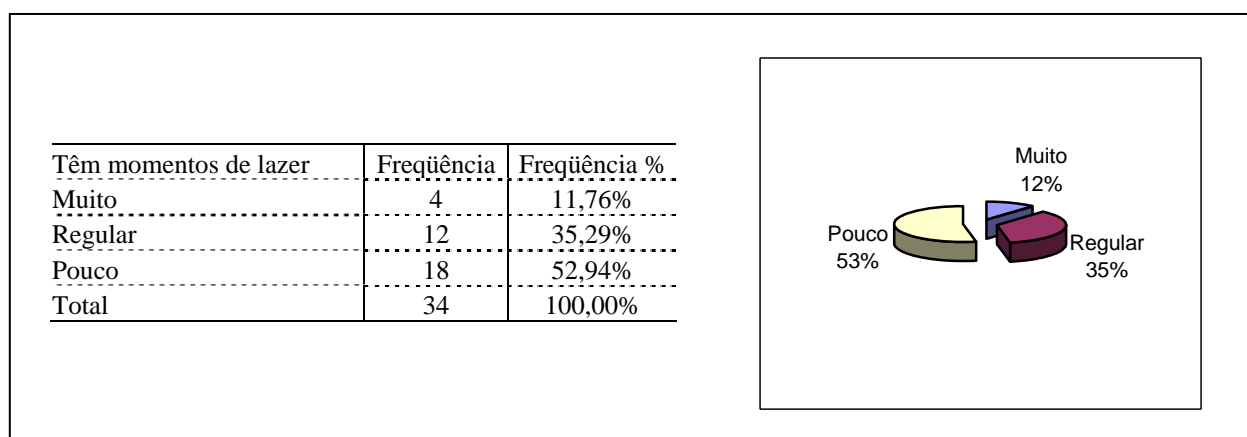 Têm momentos de lazer Freqüência Freqüência %
Muito 4 11,76%
Regular 12 35,29%
Pouco 18 52,94%
Total 34 100,00%
Muito
12%
Pouco
53%
Regular
35%